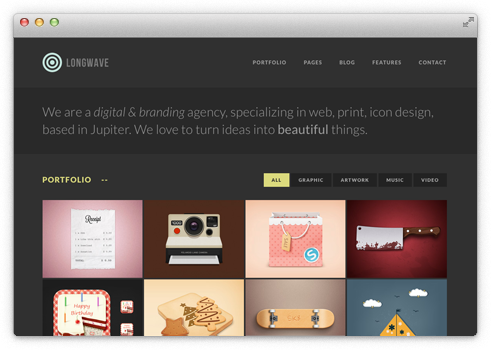 LONGWAVE
PORTFOLIO PAGES BLOG FEATURES CONTACT
We are a digital & branding agency, specializing in web, print, icon design,
based in Jupiter. We love to turn ideas into beautiful things.
PORTFOLIO --
ALL GRAPHIC ARTWORK MUSIC VIDEO
Receipt
Happy
Birthday